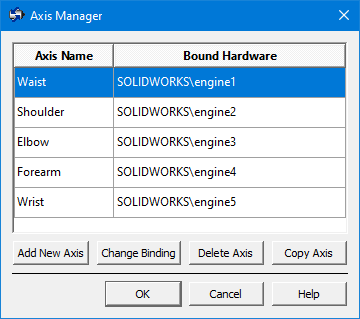 Axis Manager
Axis Name Bound Hardware
Waist SOLIDWORKS\engine1
Shoulder SOLIDWORKS\engine2
Elbow SOLIDWORKS\engine3
Forearm SOLIDWORKS\engine4
Wrist SOLIDWORKS\engine5
Add New Axis Change Binding Delete Axis Copy Axis
OK Cancel Help